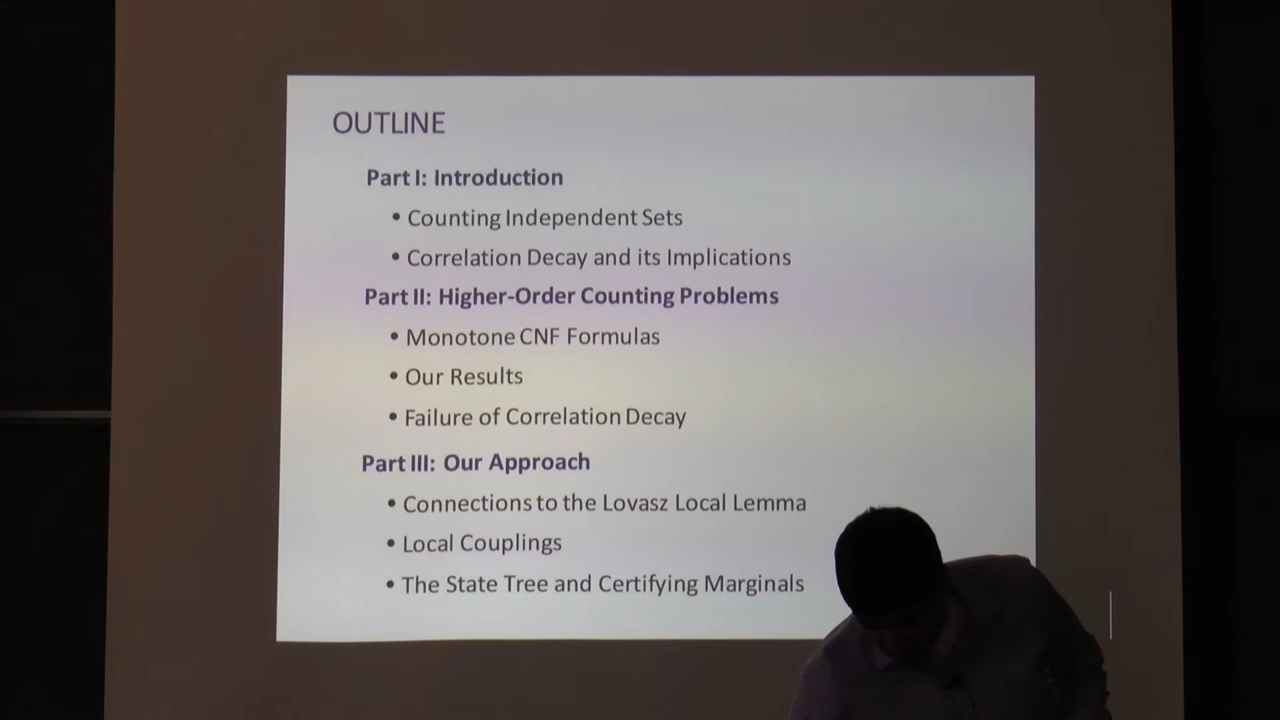 OUTLINE
Part I: Introduction
• Counting Independent Sets
• Correlation Decay and its Implications
Part II: Higher-Order Counting Problems
• Monotone CNF Formulas
• Our Results
• Failure of Correlation Decay
Part III: Our Approach
• Connections to the Lovasz Local Lemma
• Local Couplings
• The State Tree and Certifying Marginals